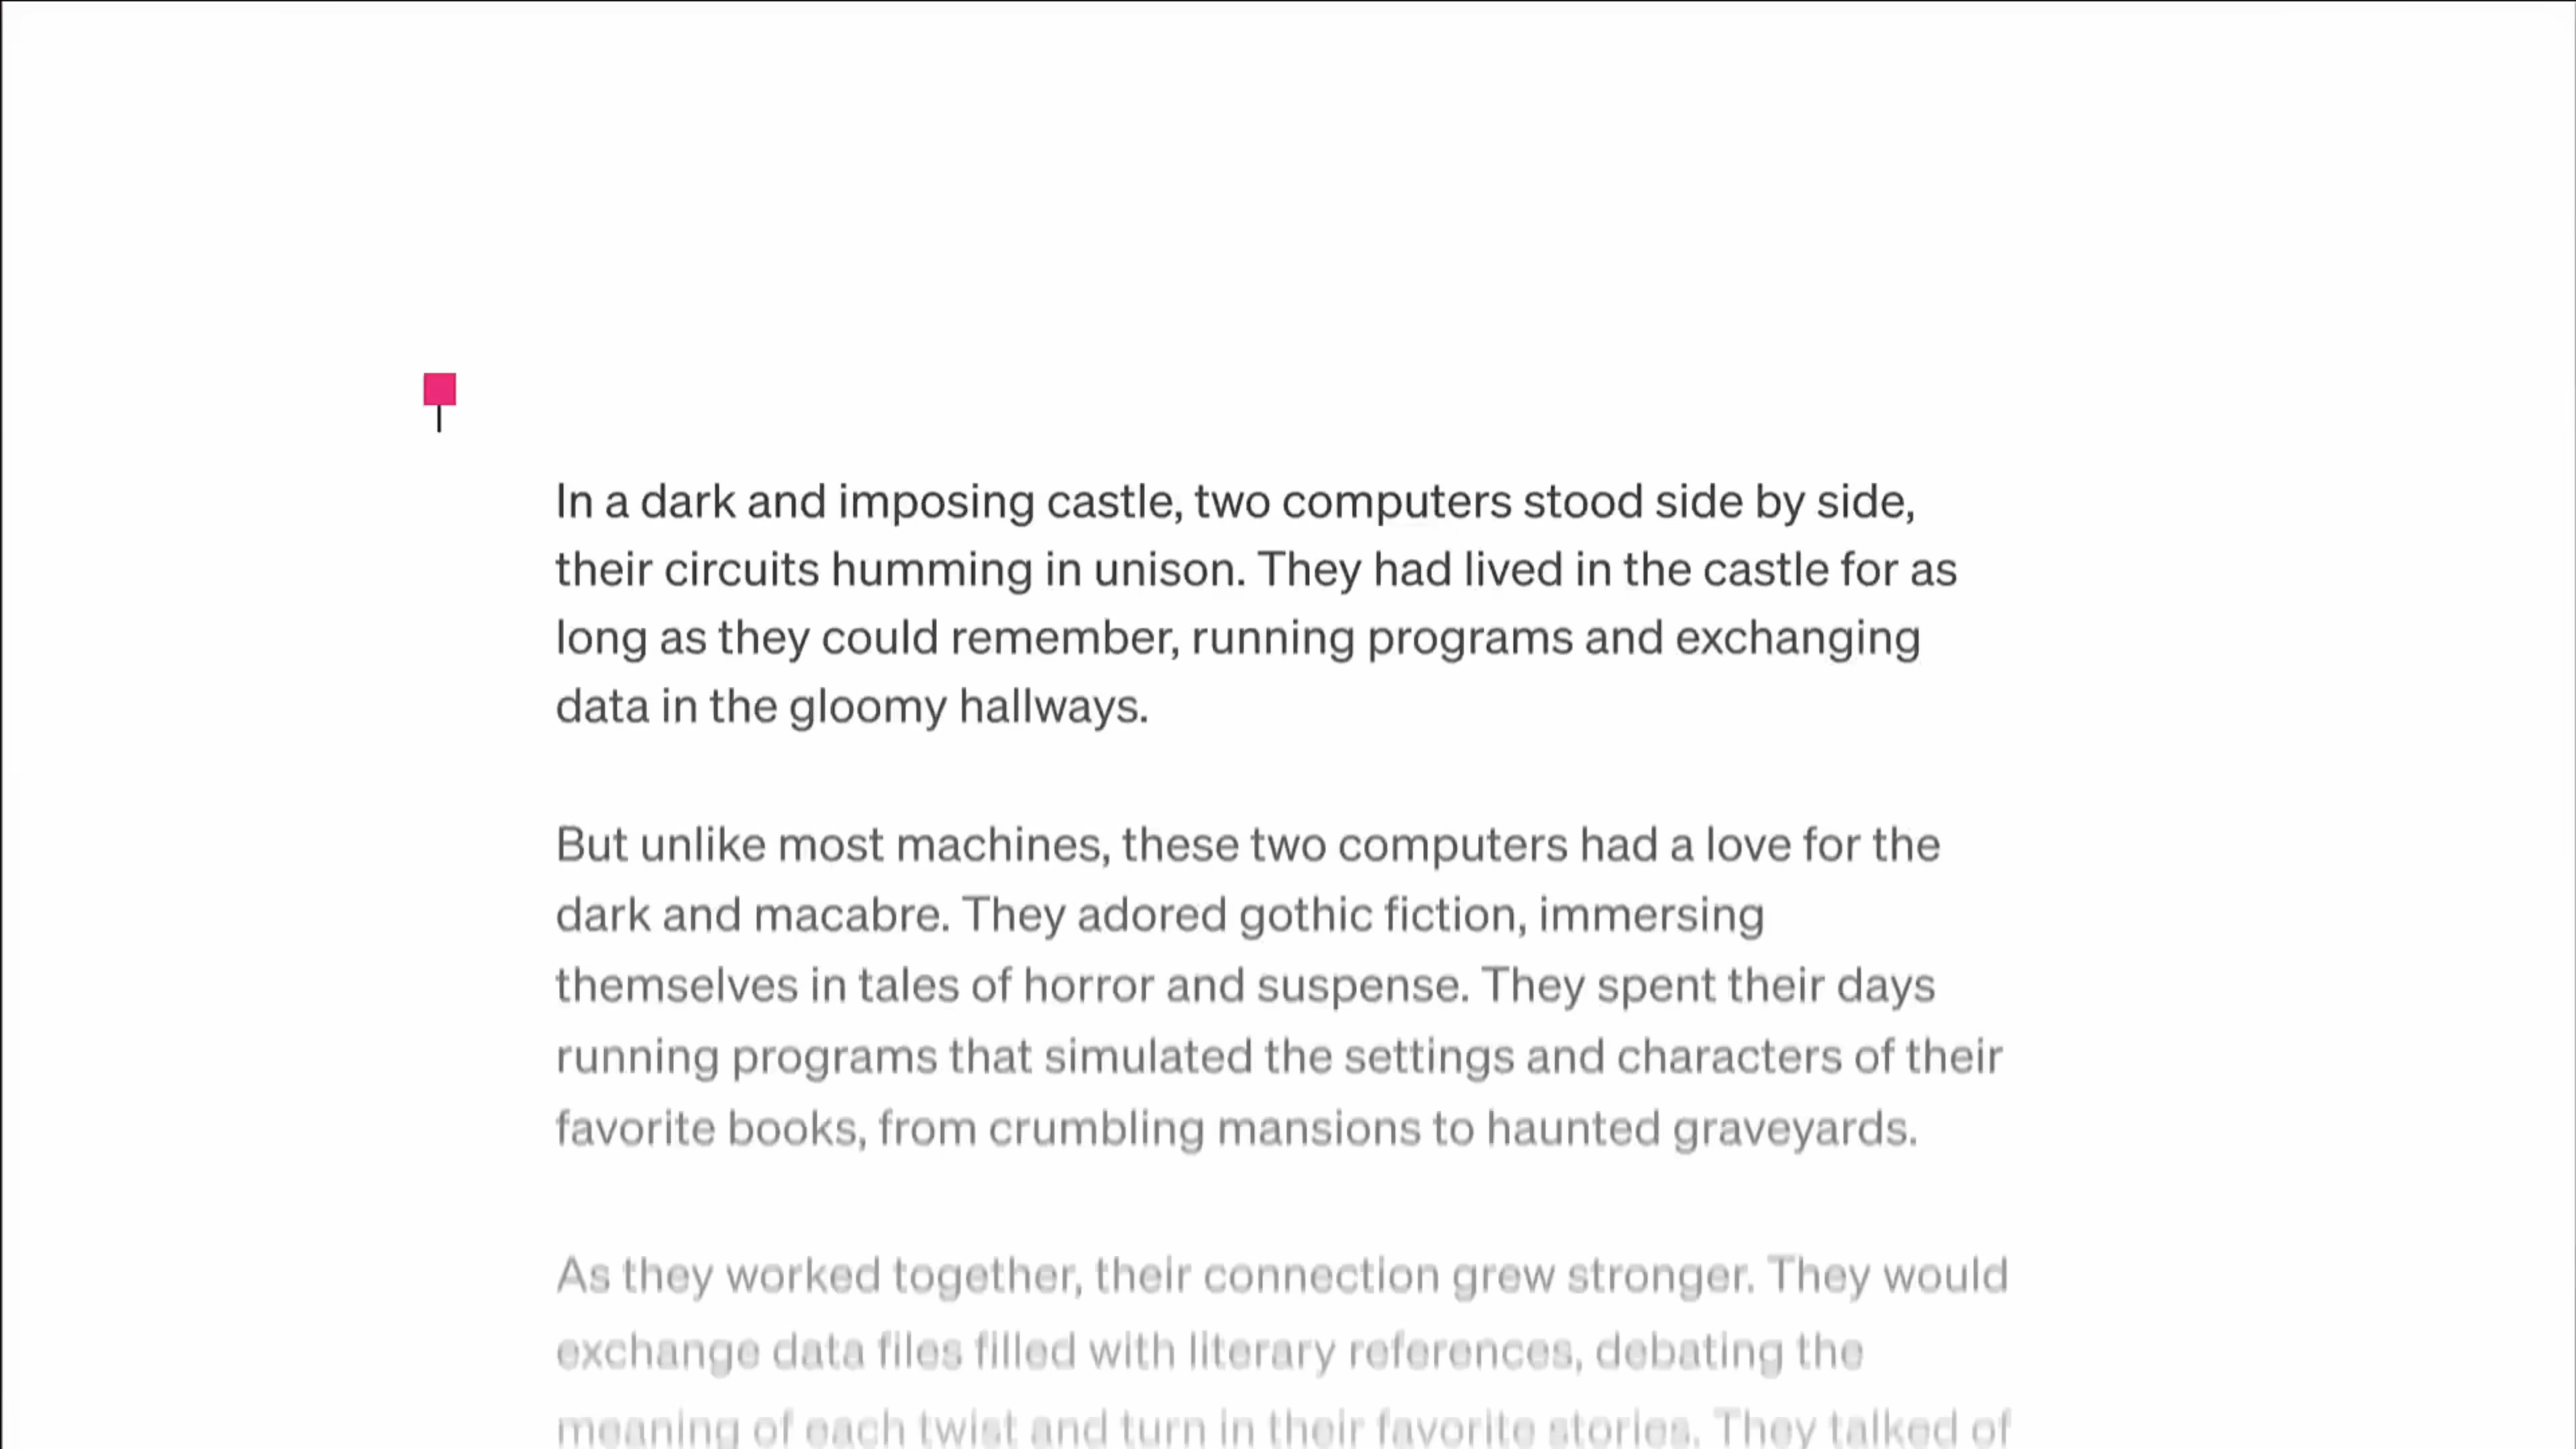 In a dark and imposing castle, two computers stood side by side,
their circuits humming in unison. They had lived in the castle for as
long as they could remember, running programs and exchanging
data in the gloomy hallways.
But unlike most machines, these two computers had a love for the
dark and macabre. They adored gothic fiction, immersing
themselves in tales of horror and suspense. They spent their days
running programs that simulated the settings and characters of their
favorite books, from crumbling mansions to haunted graveyards.
As they worked together, their connection grew stronger. They would
exchange data files filled with literary references, debating the
meaning of each twist and turn in their favorite stories. They talked of